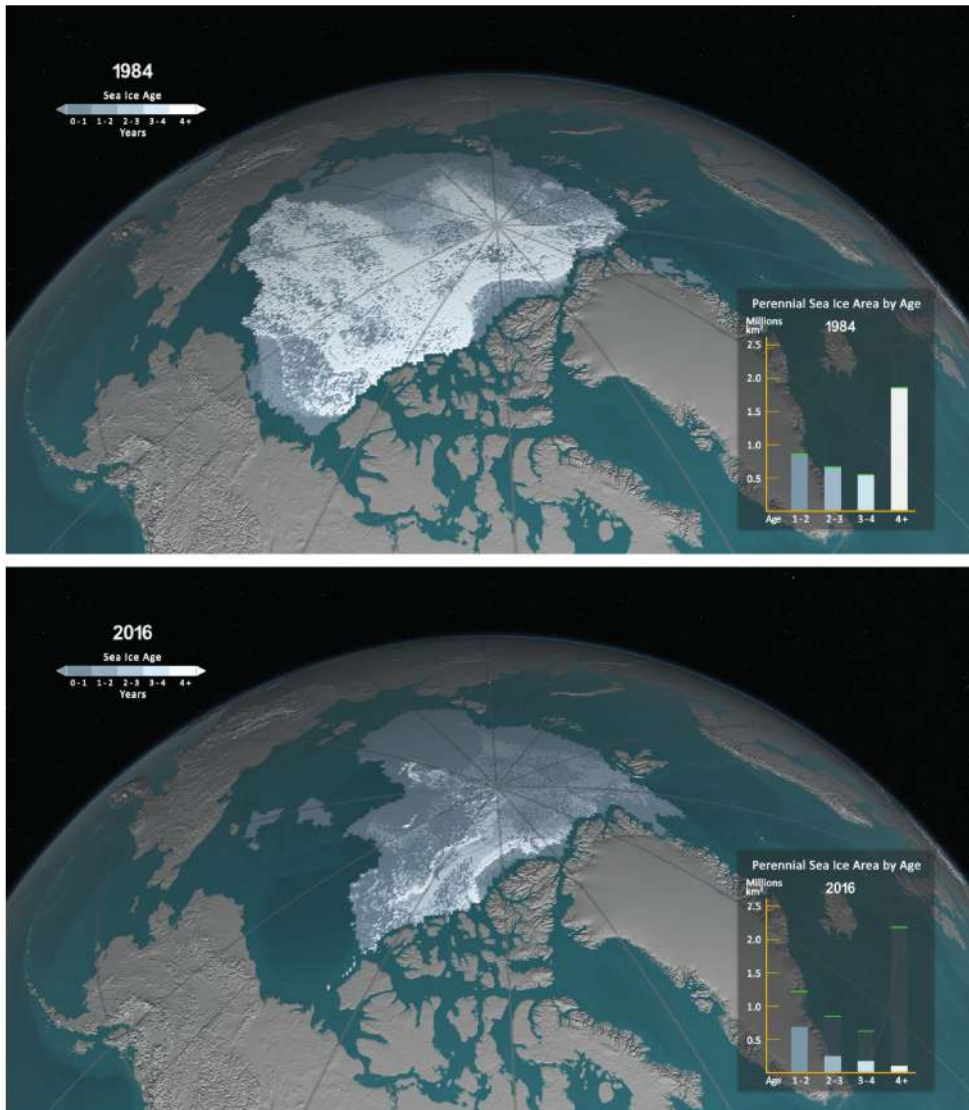 1984
Sea Ice Age
0-1 1-2 2-3 3-4 4+
Years
Perennial Sea Ice Area by Age
Millions
km²
1984
2.5
2.0
1.5
1.0
0.5
Age 1-2 2-3 3-4 4+
2016
Sea Ice Age
0-1 1-2 2-3 3-4 4+
Years
Perennial Sea Ice Area by Age
Millions
km²
2016
2.5
2.0
1.5
1.0
0.5
Age 1-2 2-3 3-4 4+